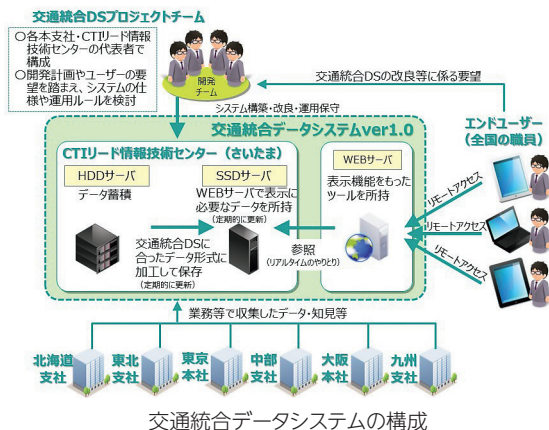 交通統合DSプロジェクトチーム
○各本支社・CTIリード情報
技術センターの代表者で
構成
○開発計画やユーザーの要
望を踏まえ、システムの仕
様や運用ルールを検討
開発
チーム
交通統合DSの改良等に係る要望
システム構築・改良・運用保守
エンドユーザー
(全国の職員)
交通統合データシステムver1.0
CTIリード情報技術センター(さいたま)
HDDサーバ
データ蓄積
SSDサーバ
WEBサーバで表示に
必要なデータを所持
(定期的に更新)
WEBサーバ
表示機能をもった
ツールを所持
交通統合DSに
合ったデータ形式に
加工して保存
(定期的に更新)
参照
(リアルタイムのやりとり)
リモートアクセス
リモートアクセス
リモートアクセス
業務等で収集したデータ・知見等
北海道
支社
東北
支社
東京
本社
中部
支社
大阪
本社
九州
支社
交通統合データシステムの構成